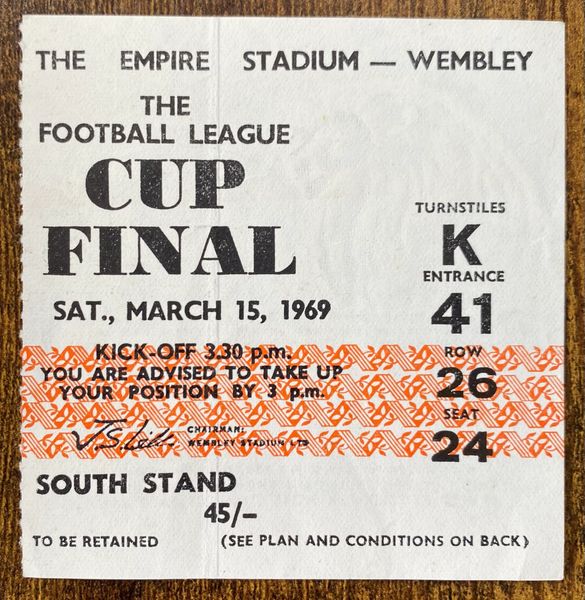 THE EMPIRE STADIUM — WEMBLEY
THE
FOOTBALL LEAGUE
CUP
FINAL
SAT., MARCH 15, 1969
KICK-OFF 3.30 p.m.
YOU ARE ADVISED TO TAKE UP
YOUR POSITION BY 3 p.m.
CHAIRMAN:
WEMBLEY STADIUM LTD
SOUTH STAND
45/–
TO BE RETAINED
TURNSTILES
K
ENTRANCE
41
ROW
26
SEAT
24
(SEE PLAN AND CONDITIONS ON BACK)